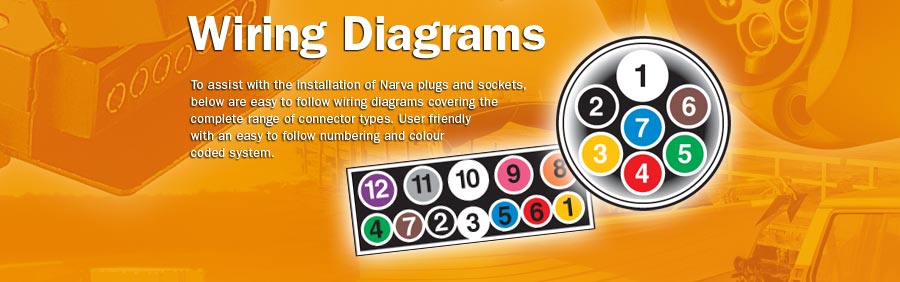 Wiring Diagrams
To assist with the installation of Narva plugs and sockets,
below are easy to follow wiring diagrams covering the
complete range of connector types. User friendly
with an easy to follow numbering and colour
coded system.
1
2 6
7
3 5
4
12 11 10 9 8
4 7 2 3 5 6 1